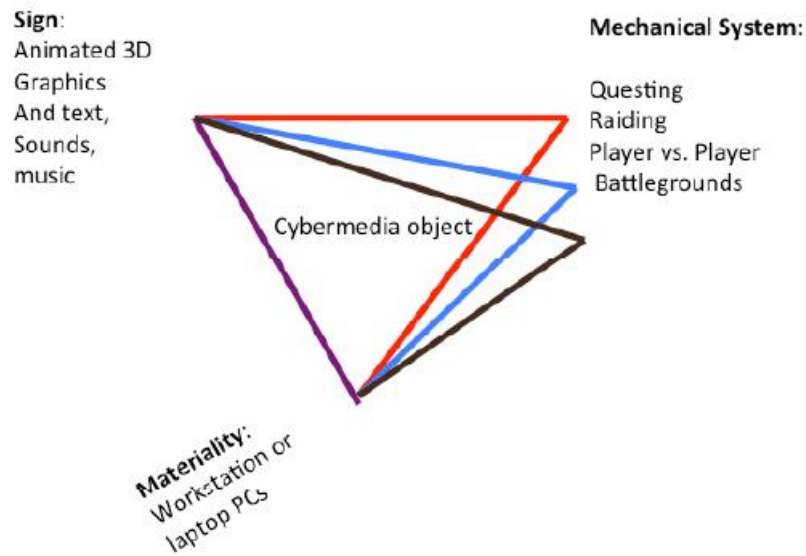 Sign:
Animated 3D
Graphics
And text,
Sounds,
music
Mechanical System:
Questing
Raiding
Player vs. Player
Battlegrounds
Cybermedia object
Materiality:
Workstation or
laptop PCs